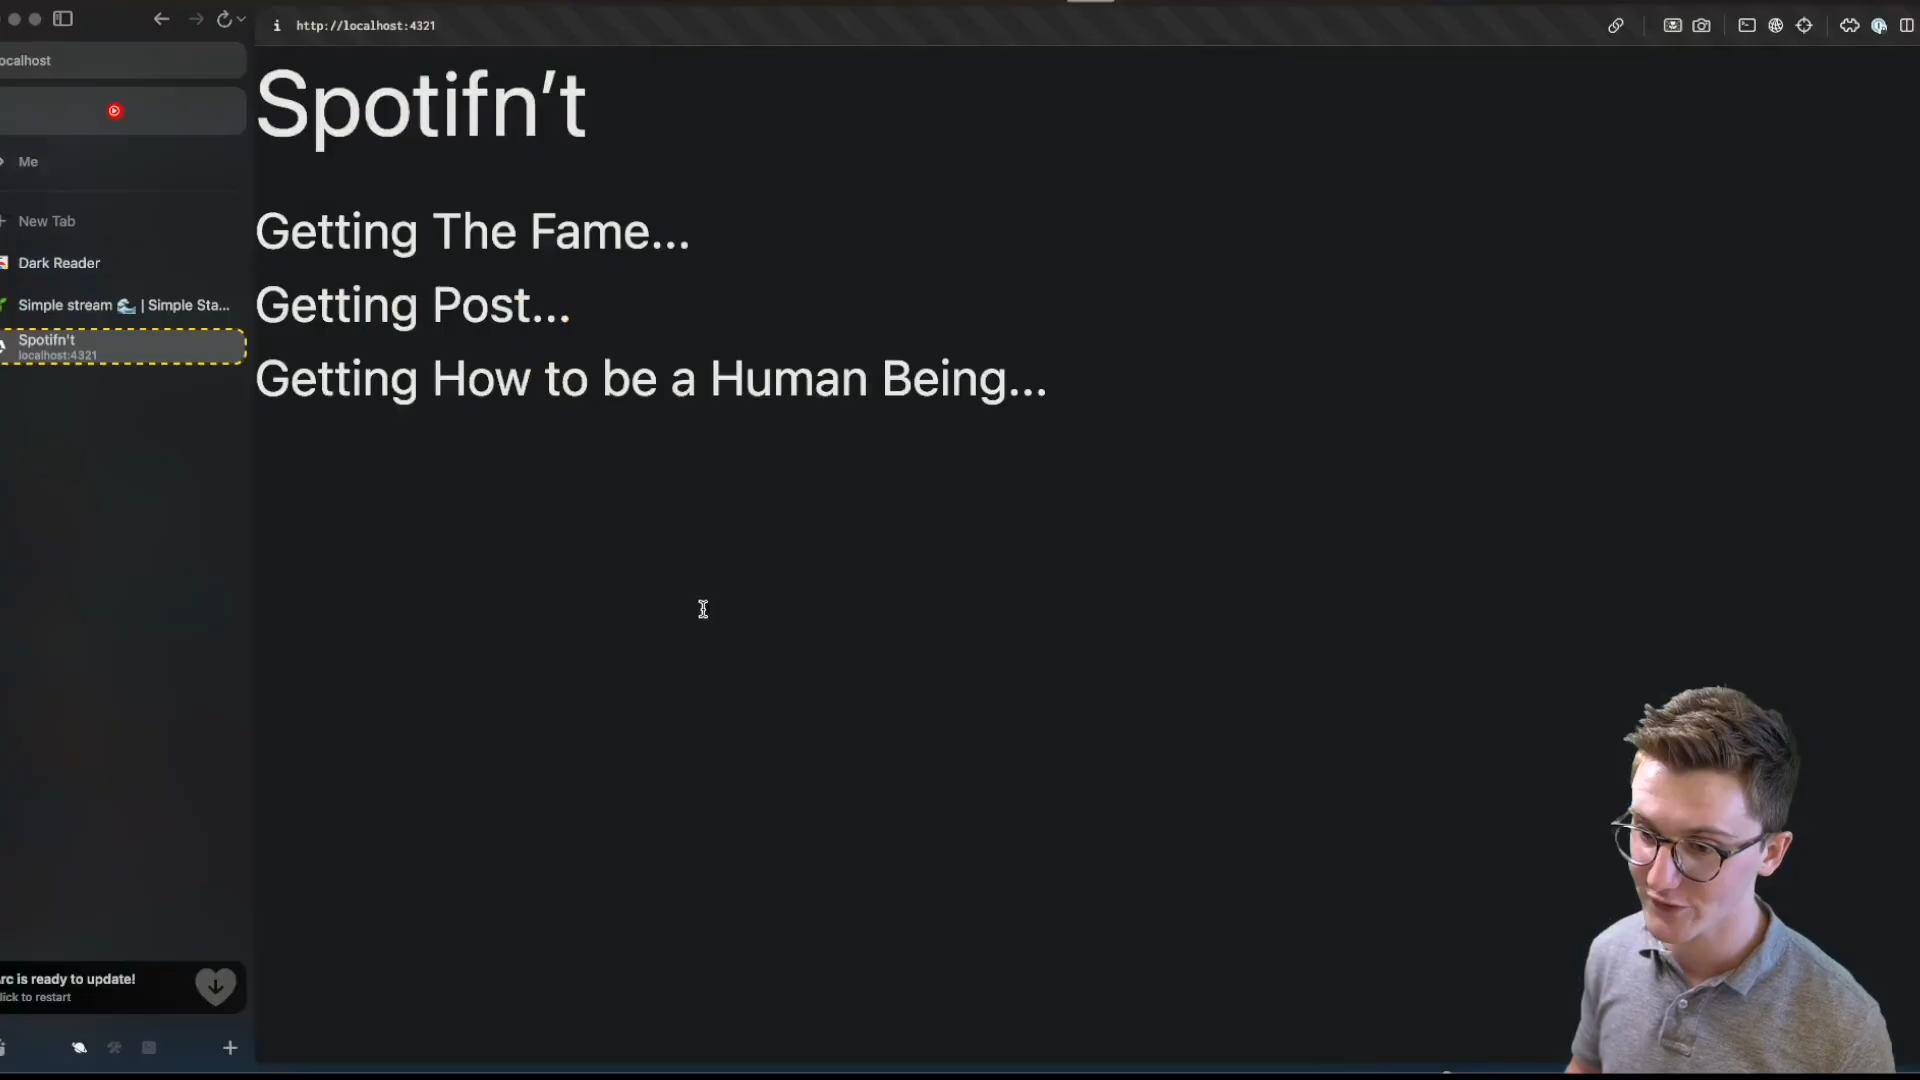 http://localhost:4321
ocalhost
Me
New Tab
Dark Reader
Simple stream 🌊 | Simple Sta...
Spotifn't
localhost:4321
rc is ready to update!
lick to restart
Spotifn’t
Getting The Fame...
Getting Post...
Getting How to be a Human Being...